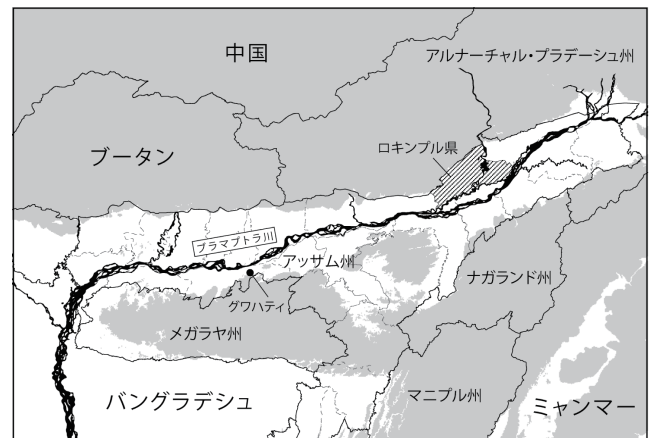 中国
アルナーチャル・プラデーシュ州
ロキンプル県
ブータン
ブラマプトラ川
アッサム州
グワハティ
ナガランド州
メガラヤ州
マニプル州
バングラデシュ
ミャンマー